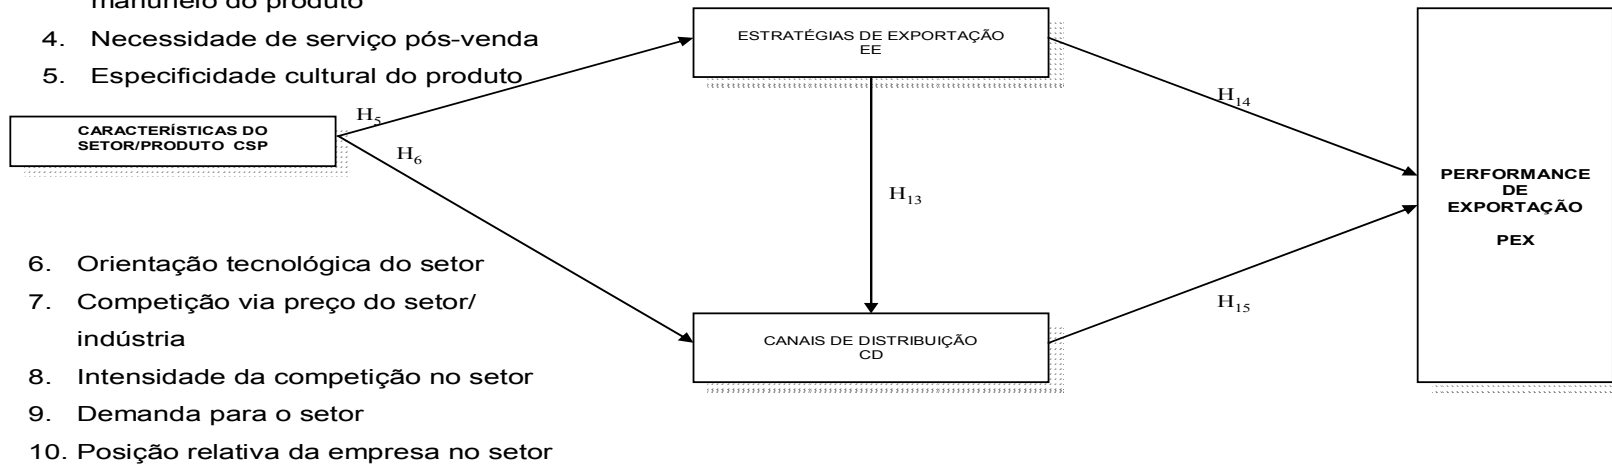 manuneio do produto
4. Necessidade de serviço pós-venda
5. Especificidade cultural do produto
CARACTERÍSTICAS DO
SETOR/PRODUTO CSP
6. Orientação tecnológica do setor
7. Competição via preço do setor/
indústria
8. Intensidade da competição no setor
9. Demanda para o setor
10. Posição relativa da empresa no setor
H5
H6
ESTRATÉGIAS DE EXPORTAÇÃO
EE
H13
CANAIS DE DISTRIBUIÇÃO
CD
H14
H15
PERFORMANCE
DE
EXPORTAÇÃO
PEX